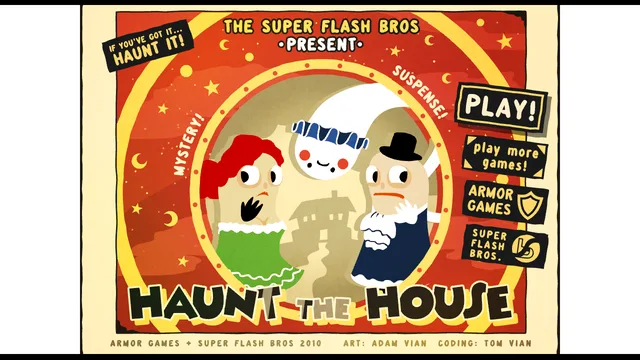 IF YOU'VE GOT IT...
HAUNT IT!
THE SUPER FLASH BROS
•PRESENT•
MYSTERY!
SUSPENSE!
PLAY!
play more
games!
ARMOR
GAMES
SUPER
FLASH
BROS.
HAUNT THE HOUSE
ARMOR GAMES + SUPER FLASH BROS 2010 ART: ADAM VIAN CODING: TOM VIAN